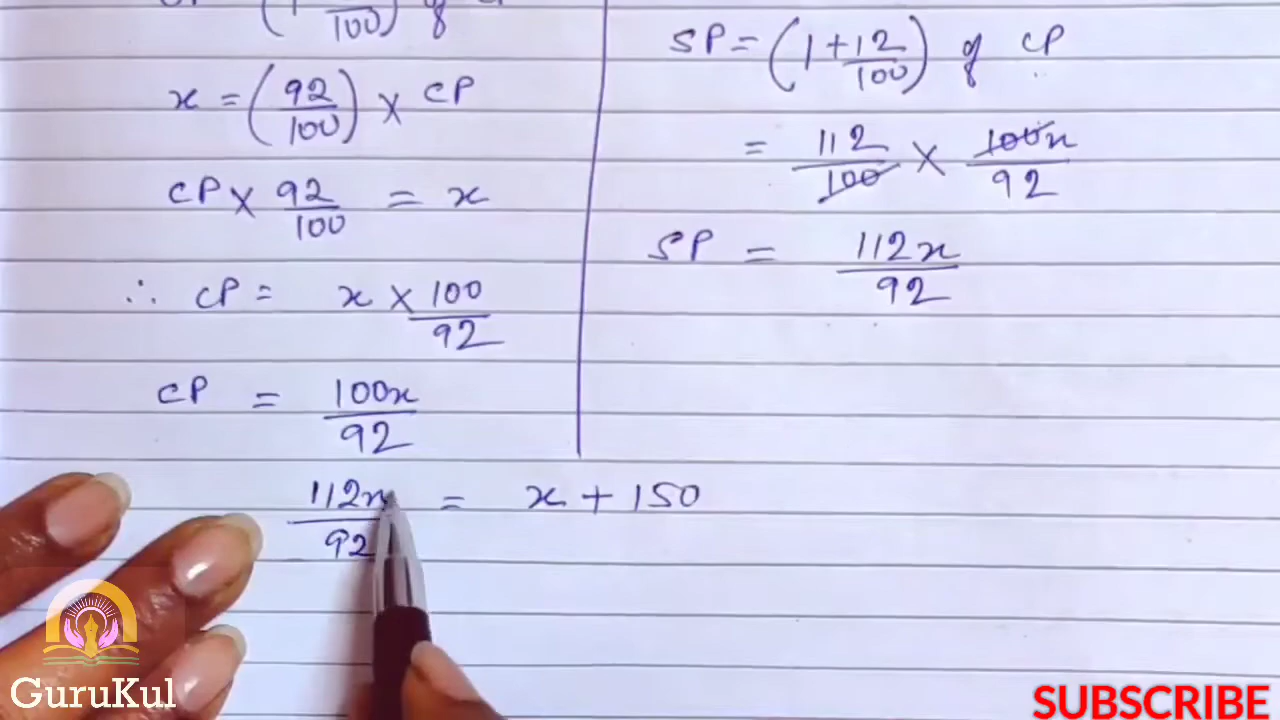 100)
x = (92/100) × CP
CP × 92/100 = x
∴ CP = x × 100/92
CP = 100x/92
112x/92 = x + 150
SP = (1 + 12/100) of CP
= 112/100 × 100x/92
SP = 112x/92
GuruKul
SUBSCRIBE